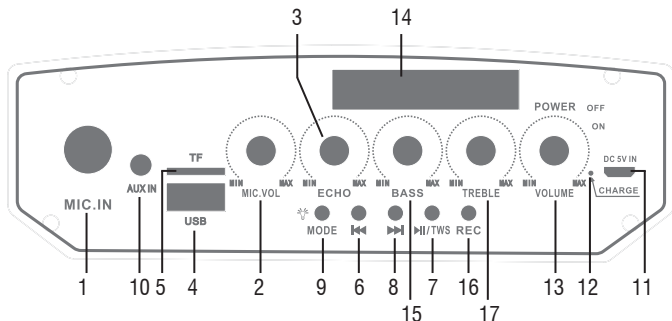 3 14
POWER OFF
ON
TF
DC 5V IN
AUX IN
MIN MAX MIN MAX MIN MAX MIN MAX MIN MAX
MIC.VOL ECHO BASS TREBLE VOLUME CHARGE
MIC.IN
USB
MODE /TWS REC
1 10 5 4 2 9 6 8 7 16 13 12 11
15 17